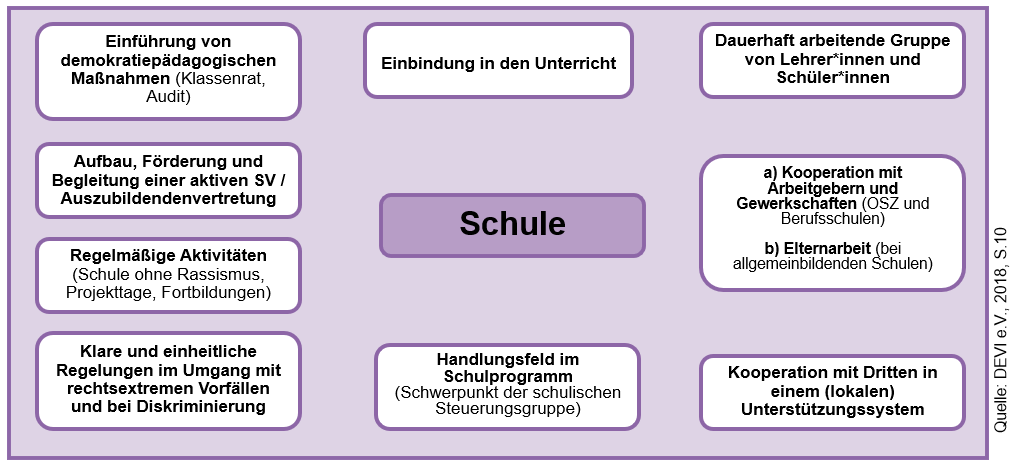 Einführung von
demokratiepädagogischen
Maßnahmen (Klassenrat,
Audit)
Einbindung in den Unterricht
Dauerhaft arbeitende Gruppe
von Lehrer*innen und
Schüler*innen
Aufbau, Förderung und
Begleitung einer aktiven SV /
Auszubildendenvertretung
Schule
a) Kooperation mit
Arbeitgebern und
Gewerkschaften (OSZ und
Berufsschulen)
b) Elternarbeit (bei
allgemeinbildenden Schulen)
Regelmäßige Aktivitäten
(Schule ohne Rassismus,
Projekttage, Fortbildungen)
Klare und einheitliche
Regelungen im Umgang mit
rechtsextremen Vorfällen
und bei Diskriminierung
Handlungsfeld im
Schulprogramm
(Schwerpunkt der schulischen
Steuerungsgruppe)
Kooperation mit Dritten in
einem (lokalen)
Unterstützungssystem
Quelle: DEVI e.V., 2018, S.10